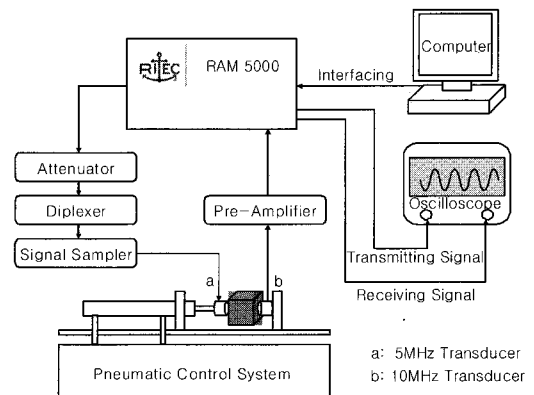 Computer
RITEC
RAM 5000
Interfacing
Attenuator
Diplexer
Pre-Amplifier
Oscilloscope
Signal Sampler
Transmitting Signal
a
b
Receiving Signal
a: 5MHz Transducer
b: 10MHz Transducer
Pneumatic Control System